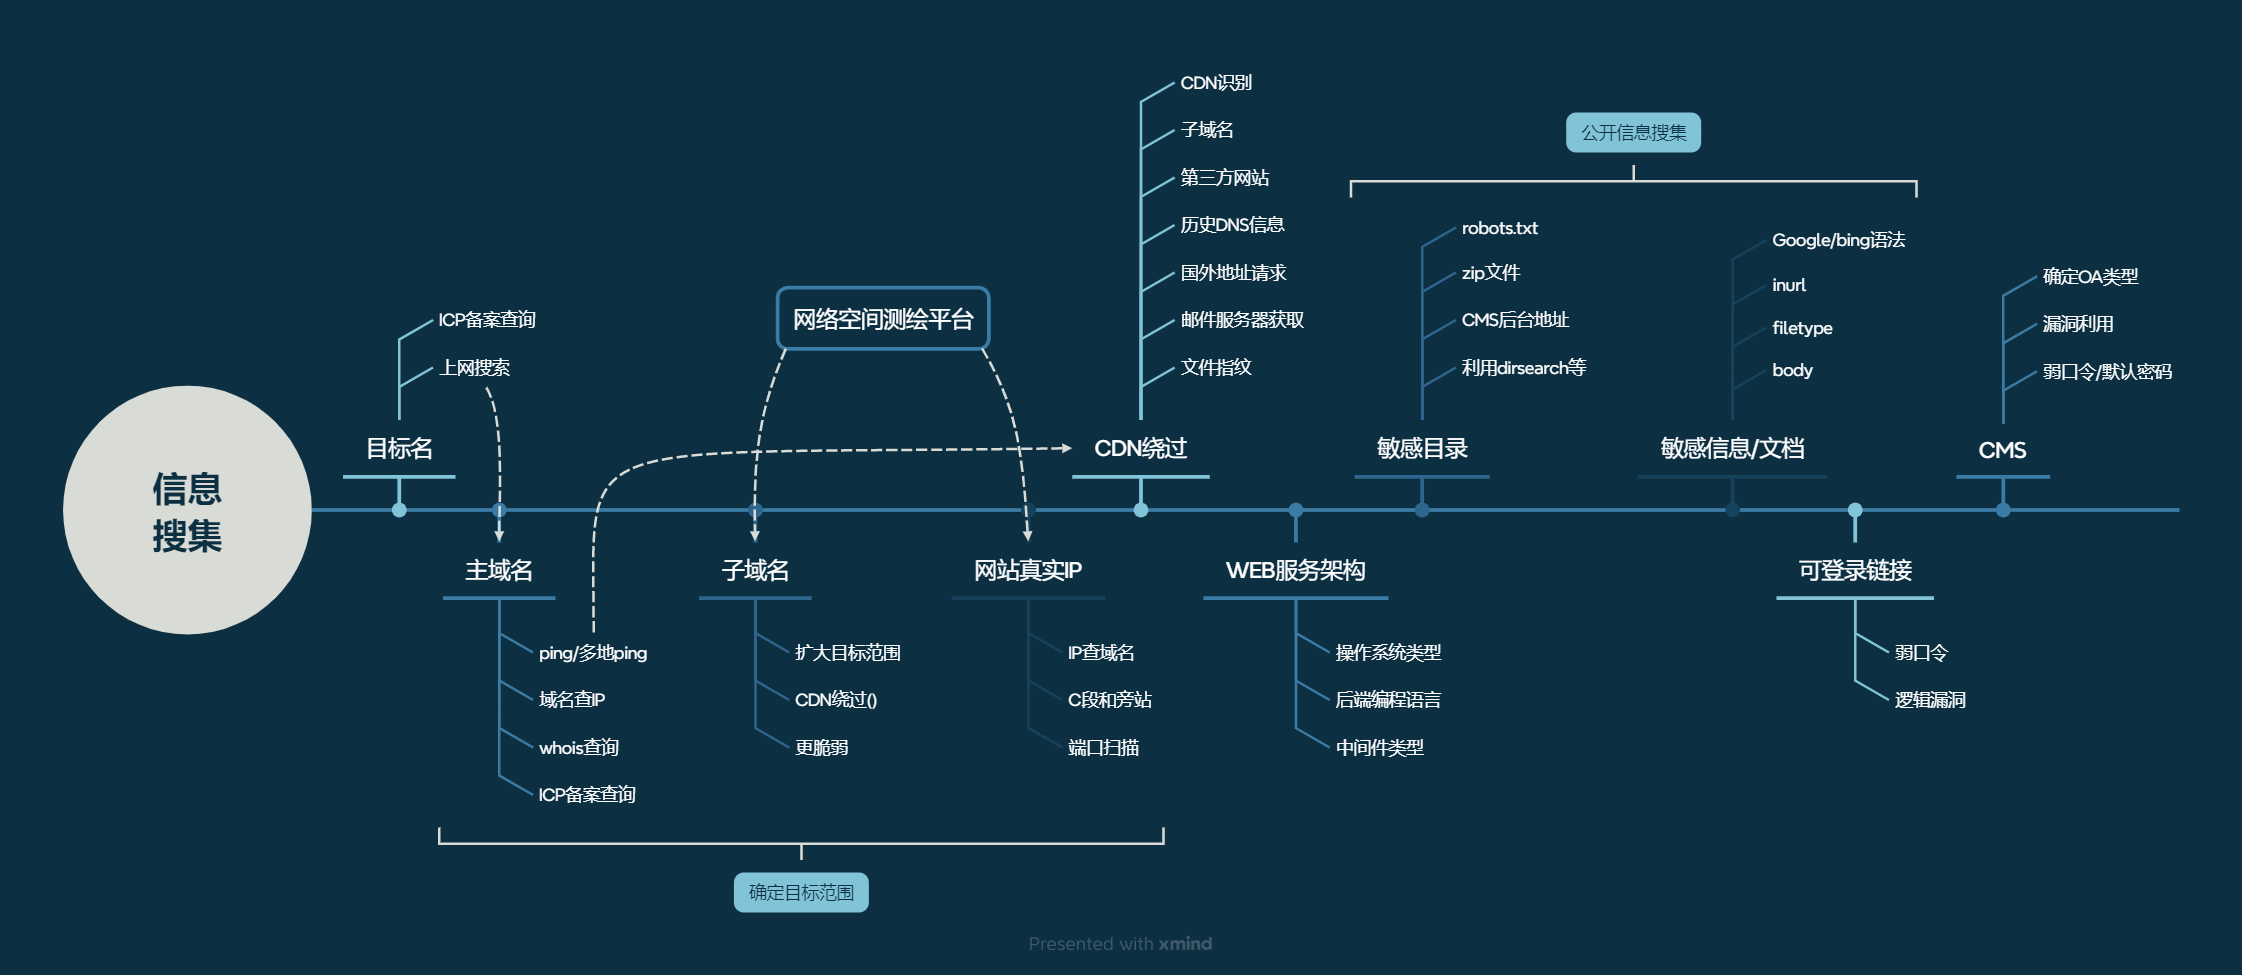 信息
搜集
目标名
ICP备案查询
上网搜索
主域名
ping/多地ping
域名查IP
whois查询
ICP备案查询
网络空间测绘平台
子域名
扩大目标范围
CDN绕过()
更脆弱
网站真实IP
IP查域名
C段和旁站
端口扫描
确定目标范围
CDN绕过
CDN识别
子域名
第三方网站
历史DNS信息
国外地址请求
邮件服务器获取
文件指纹
WEB服务架构
操作系统类型
后端编程语言
中间件类型
公开信息搜集
敏感目录
robots.txt
zip文件
CMS后台地址
利用dirsearch等
敏感信息/文档
Google/bing语法
inurl
filetype
body
可登录链接
弱口令
逻辑漏洞
CMS
确定OA类型
漏洞利用
弱口令/默认密码
Presented with xmind